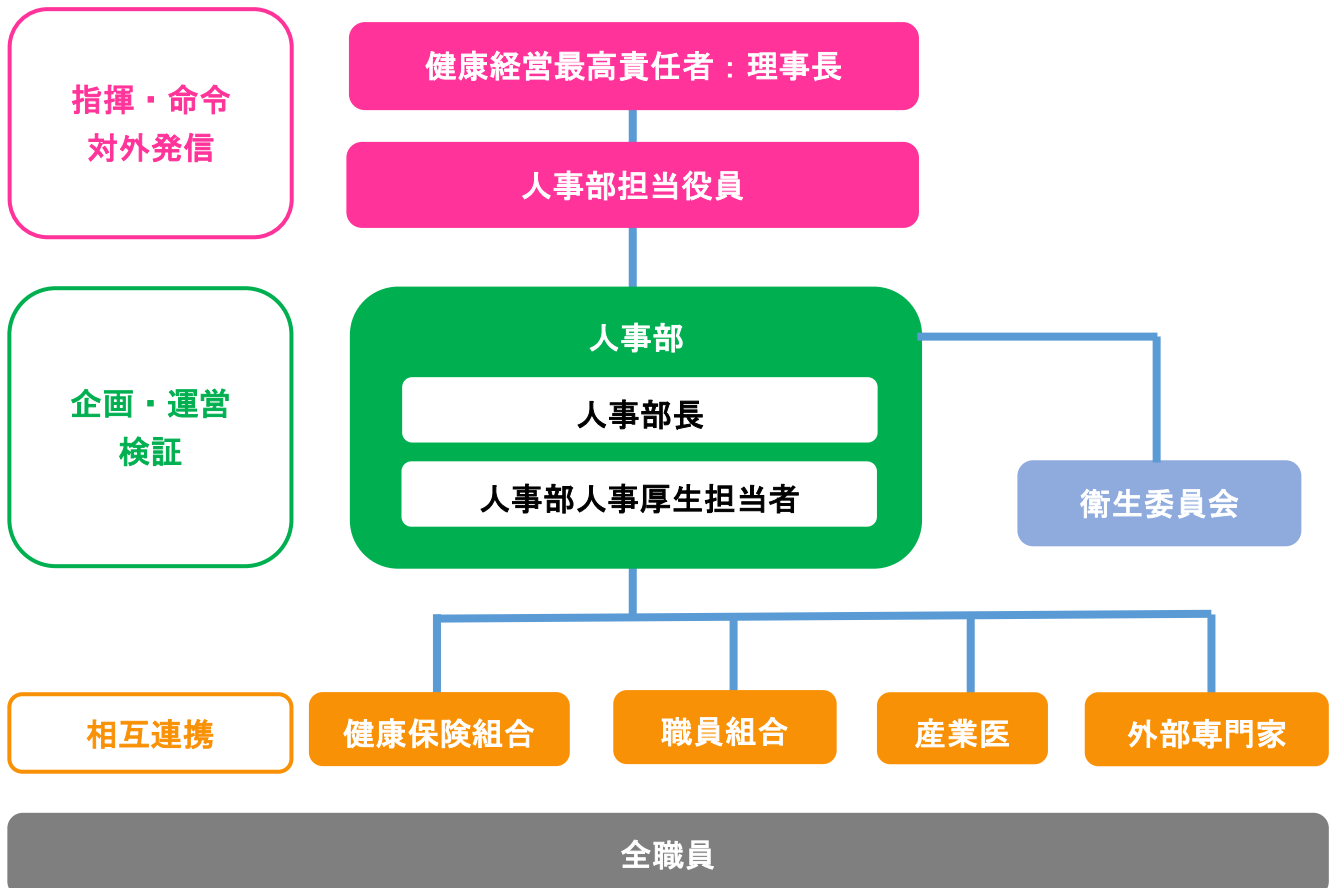 指揮・命令
対外発信
健康経営最高責任者：理事長
人事部担当役員
企画・運営
検証
人事部
人事部長
人事部人事厚生担当者
衛生委員会
相互連携
健康保険組合
職員組合
産業医
外部専門家
全職員